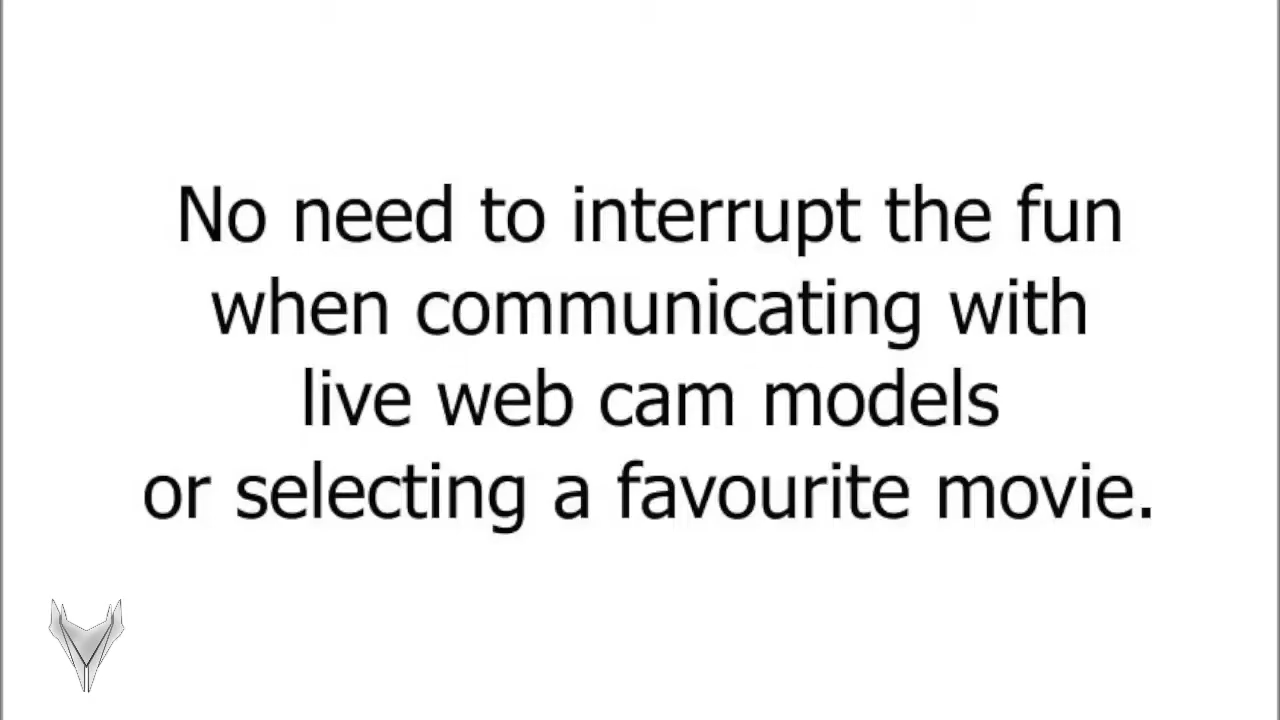 No need to interrupt the fun
when communicating with
live web cam models
or selecting a favourite movie.